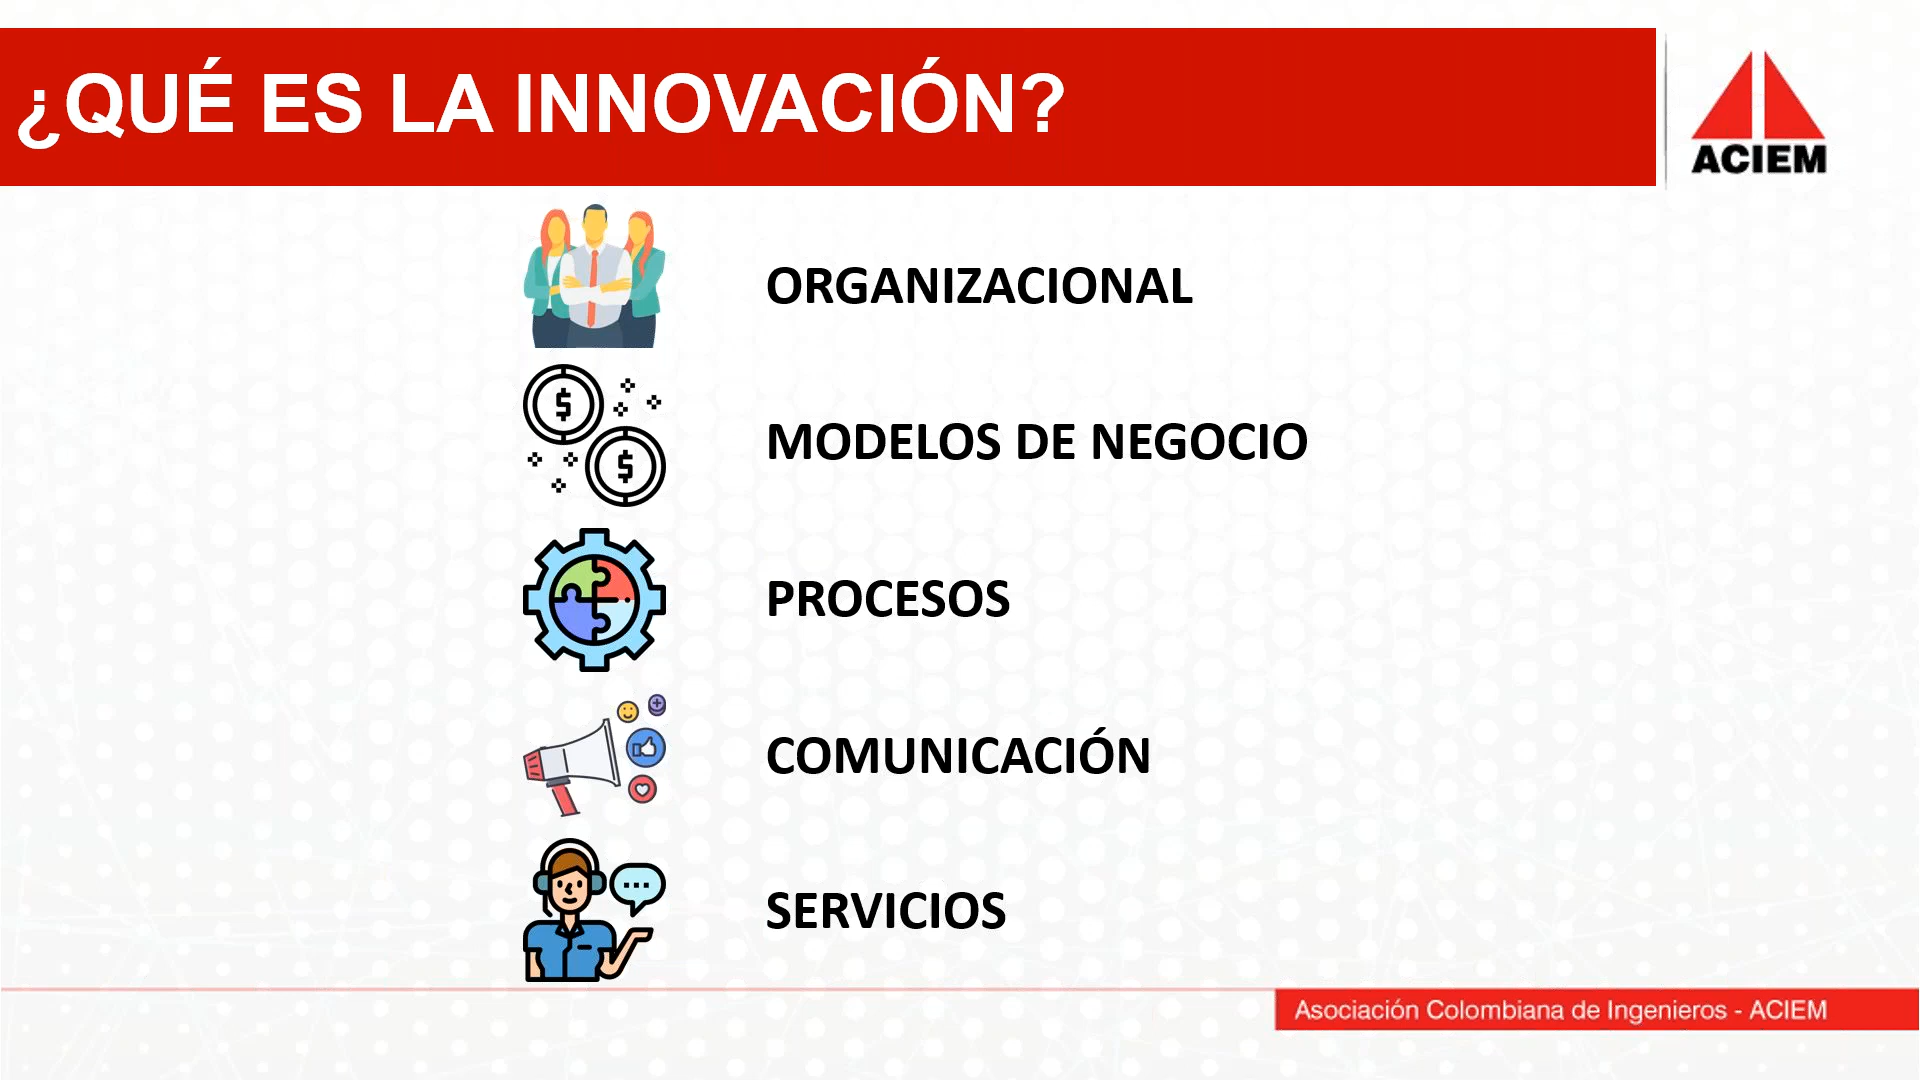 ¿QUÉ ES LA INNOVACIÓN?
ACIEM
ORGANIZACIONAL
$
$
MODELOS DE NEGOCIO
PROCESOS
COMUNICACIÓN
SERVICIOS
Asociación Colombiana de Ingenieros - ACIEM